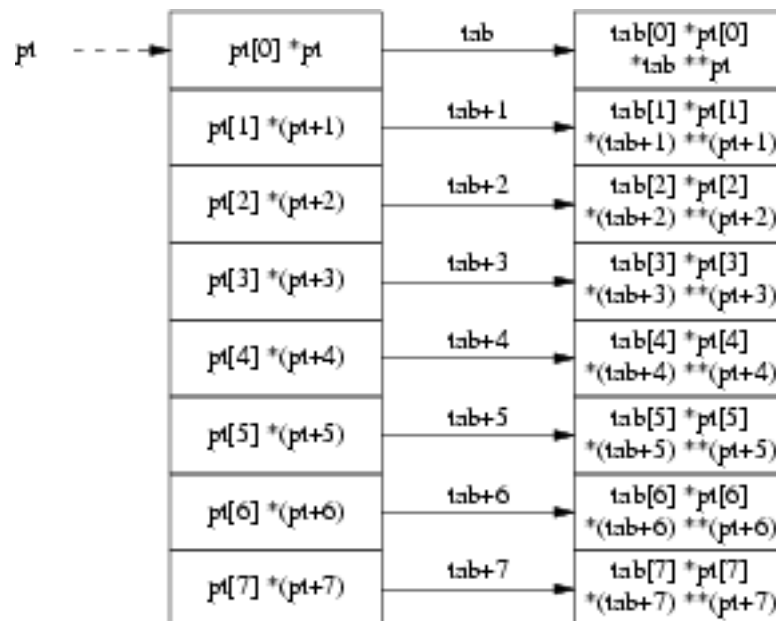 pt
pt[0] *pt
tab
tab[0] *pt[0]
*tab **pt
pt[1] *(pt+1)
tab+1
tab[1] *pt[1]
*(tab+1) **(pt+1)
pt[2] *(pt+2)
tab+2
tab[2] *pt[2]
*(tab+2) **(pt+2)
pt[3] *(pt+3)
tab+3
tab[3] *pt[3]
*(tab+3) **(pt+3)
pt[4] *(pt+4)
tab+4
tab[4] *pt[4]
*(tab+4) **(pt+4)
pt[5] *(pt+5)
tab+5
tab[5] *pt[5]
*(tab+5) **(pt+5)
pt[6] *(pt+6)
tab+6
tab[6] *pt[6]
*(tab+6) **(pt+6)
pt[7] *(pt+7)
tab+7
tab[7] *pt[7]
*(tab+7) **(pt+7)